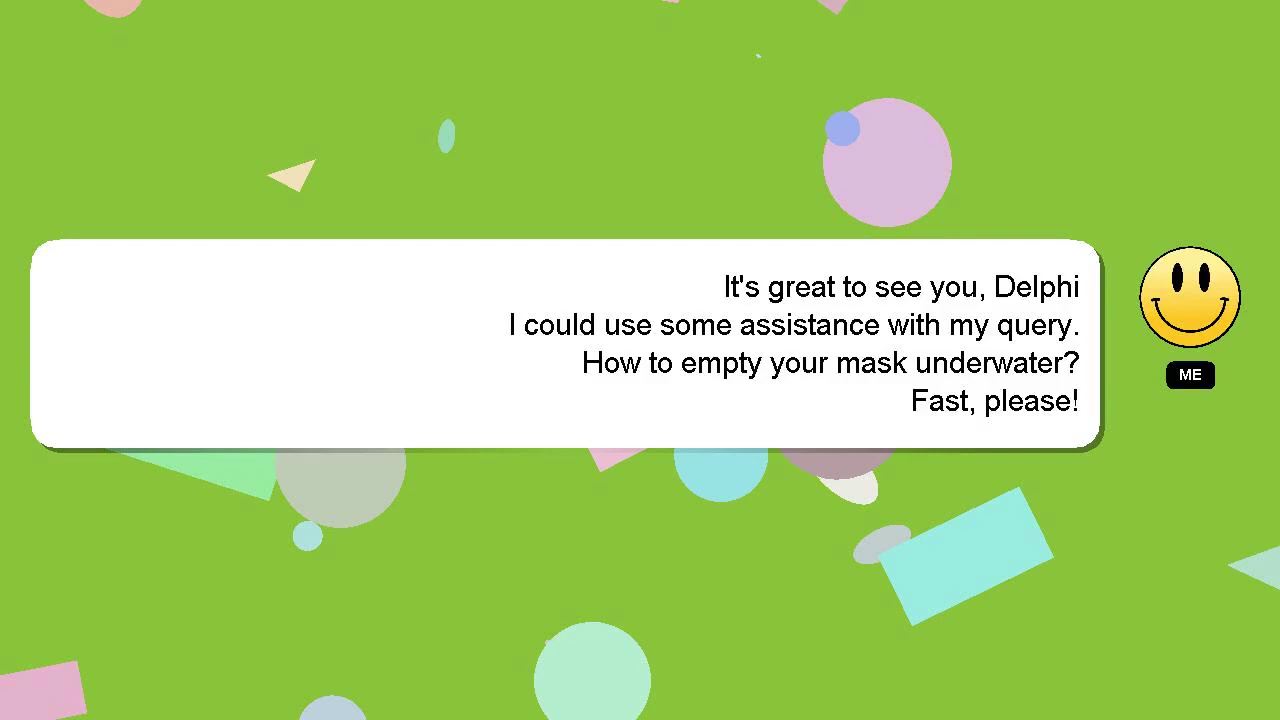 It's great to see you, Delphi
I could use some assistance with my query.
How to empty your mask underwater?
Fast, please!
ME